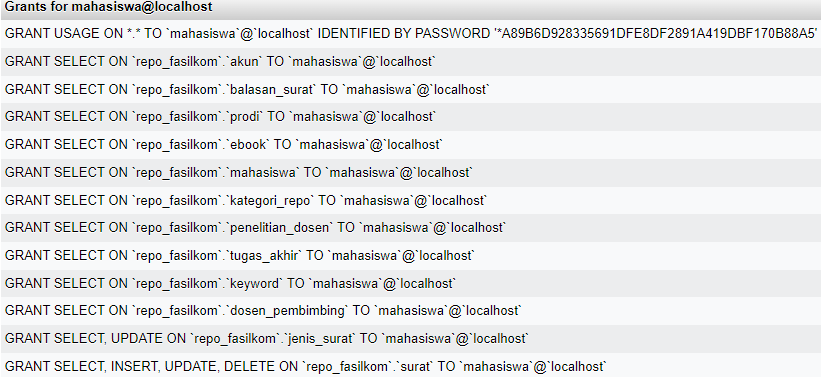 Grants for mahasiswa@localhost
GRANT USAGE ON *.* TO `mahasiswa`@`localhost` IDENTIFIED BY PASSWORD '*A89B6D928335691DFE8DF2891A419DBF170B88A5'
GRANT SELECT ON `repo_fasilkom`.`akun` TO `mahasiswa`@`localhost`
GRANT SELECT ON `repo_fasilkom`.`balasan_surat` TO `mahasiswa`@`localhost`
GRANT SELECT ON `repo_fasilkom`.`prodi` TO `mahasiswa`@`localhost`
GRANT SELECT ON `repo_fasilkom`.`ebook` TO `mahasiswa`@`localhost`
GRANT SELECT ON `repo_fasilkom`.`mahasiswa` TO `mahasiswa`@`localhost`
GRANT SELECT ON `repo_fasilkom`.`kategori_repo` TO `mahasiswa`@`localhost`
GRANT SELECT ON `repo_fasilkom`.`penelitian_dosen` TO `mahasiswa`@`localhost`
GRANT SELECT ON `repo_fasilkom`.`tugas_akhir` TO `mahasiswa`@`localhost`
GRANT SELECT ON `repo_fasilkom`.`keyword` TO `mahasiswa`@`localhost`
GRANT SELECT ON `repo_fasilkom`.`dosen_pembimbing` TO `mahasiswa`@`localhost`
GRANT SELECT, UPDATE ON `repo_fasilkom`.`jenis_surat` TO `mahasiswa`@`localhost`
GRANT SELECT, INSERT, UPDATE, DELETE ON `repo_fasilkom`.`surat` TO `mahasiswa`@`localhost`